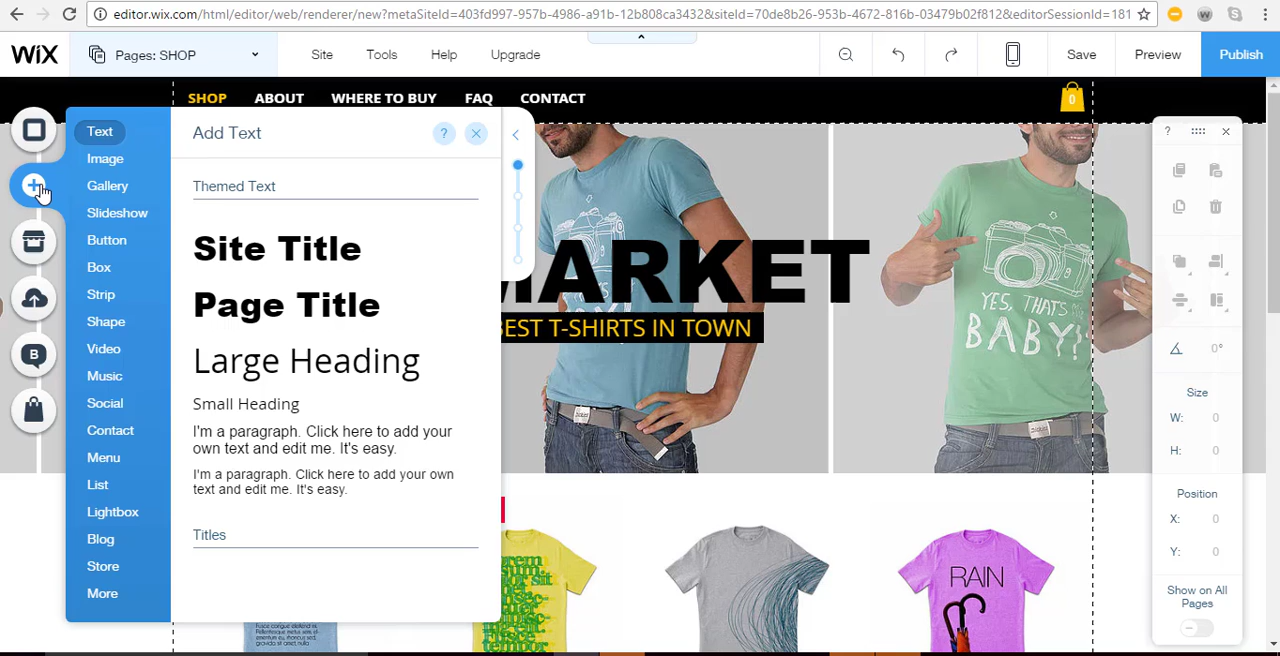 editor.wix.com/html/editor/web/renderer/new?metaSiteId=403fd997-957b-4986-a91b-12b808ca3432&siteId=70de8b26-953b-4672-816b-03479b02f812&editorSessionId=181
WiX
Pages: SHOP
Site
Tools
Help
Upgrade
Save
Preview
Publish
SHOP
ABOUT
WHERE TO BUY
FAQ
CONTACT
0
Text
Image
Gallery
Slideshow
Button
Box
Strip
Shape
Video
Music
Social
Contact
Menu
List
Lightbox
Blog
Store
More
Add Text
?
Themed Text
Site Title
Page Title
Large Heading
Small Heading
I'm a paragraph. Click here to add your
own text and edit me. It's easy.
I'm a paragraph. Click here to add your own
text and edit me. It's easy.
Titles
MARKET
BEST T-SHIRTS IN TOWN
YES, THAT'S MY
BABY!
RAIN
?
0°
Size
W: 0
H: 0
Position
X: 0
Y: 0
Show on All
Pages